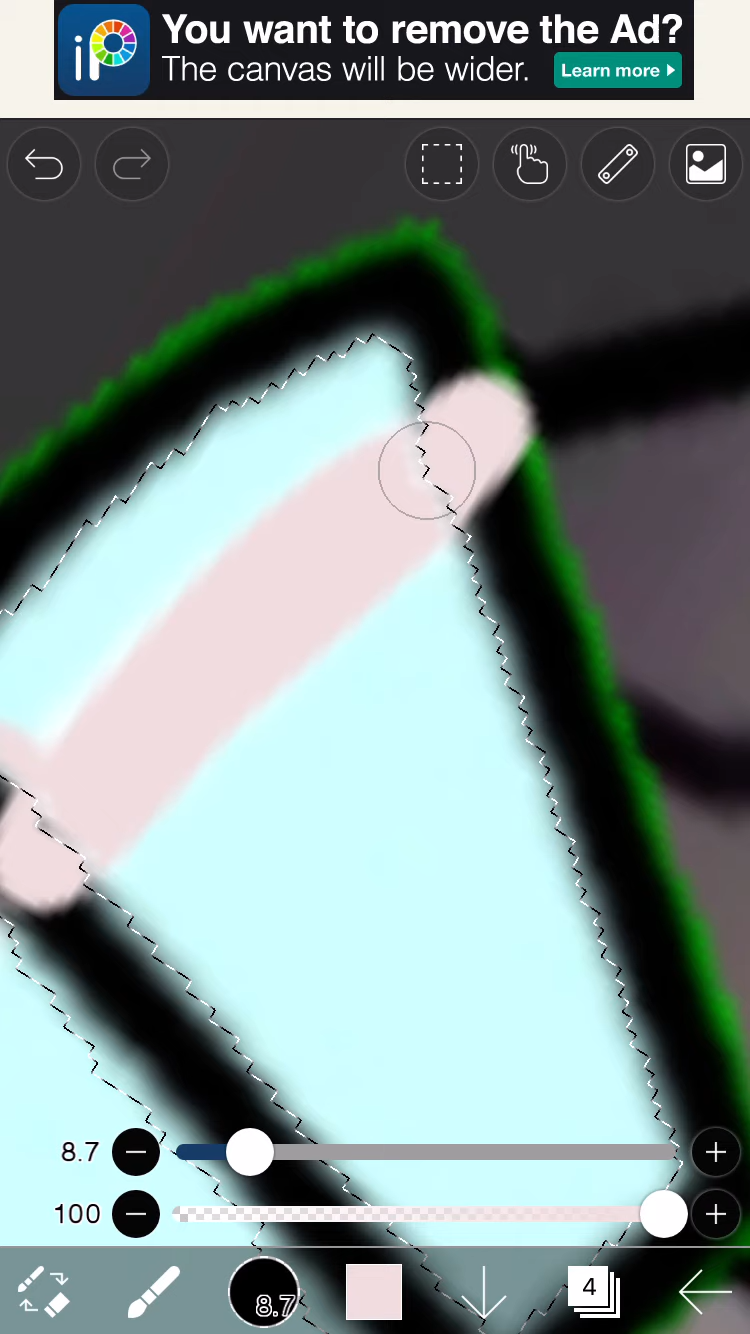 iP
You want to remove the Ad?
The canvas will be wider.
Learn more
8.7
100
8.7
4